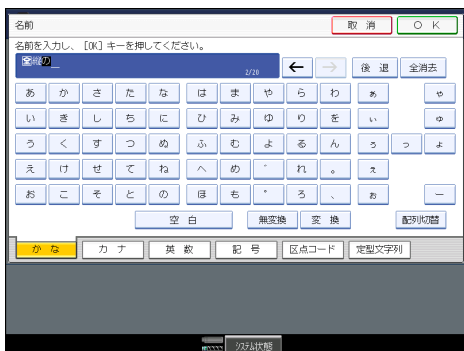 名前
取 消
O K
名前を入力し、[OK] キーを押してください。
2/20
← → 後 退 全消去
あ か さ た な は ま や ら わ ぁ ゃ
い き し ち に ひ み ゆ り を ぃ ゅ
う く す つ ぬ ふ む よ る ん ぅ っ ょ
え け せ て ね へ め ゛ れ 。 ぇ
お こ そ と の ほ も ゜ ろ 、 ぉ ー
空 白 無変換 変 換 配列切替
か な カ ナ 英 数 記 号 区点コード 定型文字列
システム状態